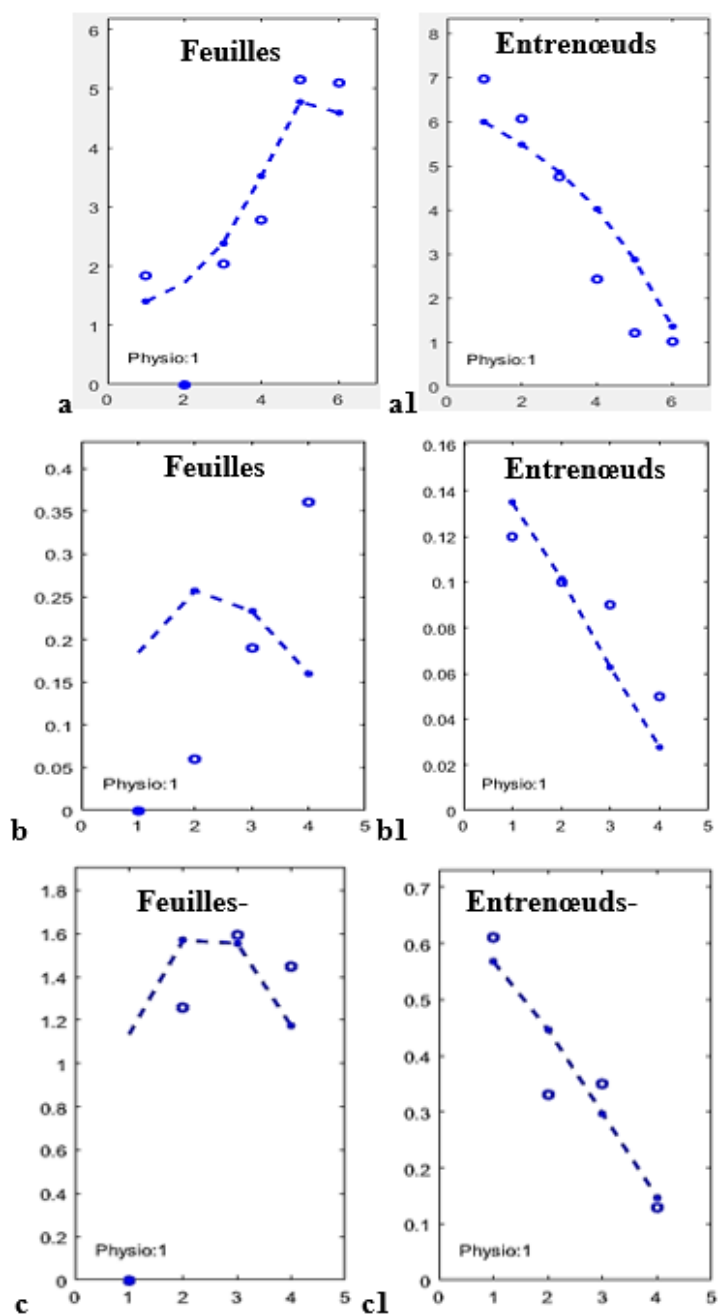 Feuilles
6
5
4
3
2
1
0
Physio:1
0 2 4 6
a
Entrenœuds
8
7
6
5
4
3
2
1
0
Physio:1
0 2 4 6
a1
Feuilles
0.4
0.35
0.3
0.25
0.2
0.15
0.1
0.05
0
Physio:1
0 1 2 3 4 5
b
Entrenœuds
0.16
0.14
0.12
0.1
0.08
0.06
0.04
0.02
0
Physio:1
0 1 2 3 4 5
b1
Feuilles-
1.8
1.6
1.4
1.2
1
0.8
0.6
0.4
0.2
0
Physio:1
0 1 2 3 4 5
c
Entrenœuds-
0.7
0.6
0.5
0.4
0.3
0.2
0.1
0
Physio:1
0 1 2 3 4 5
c1